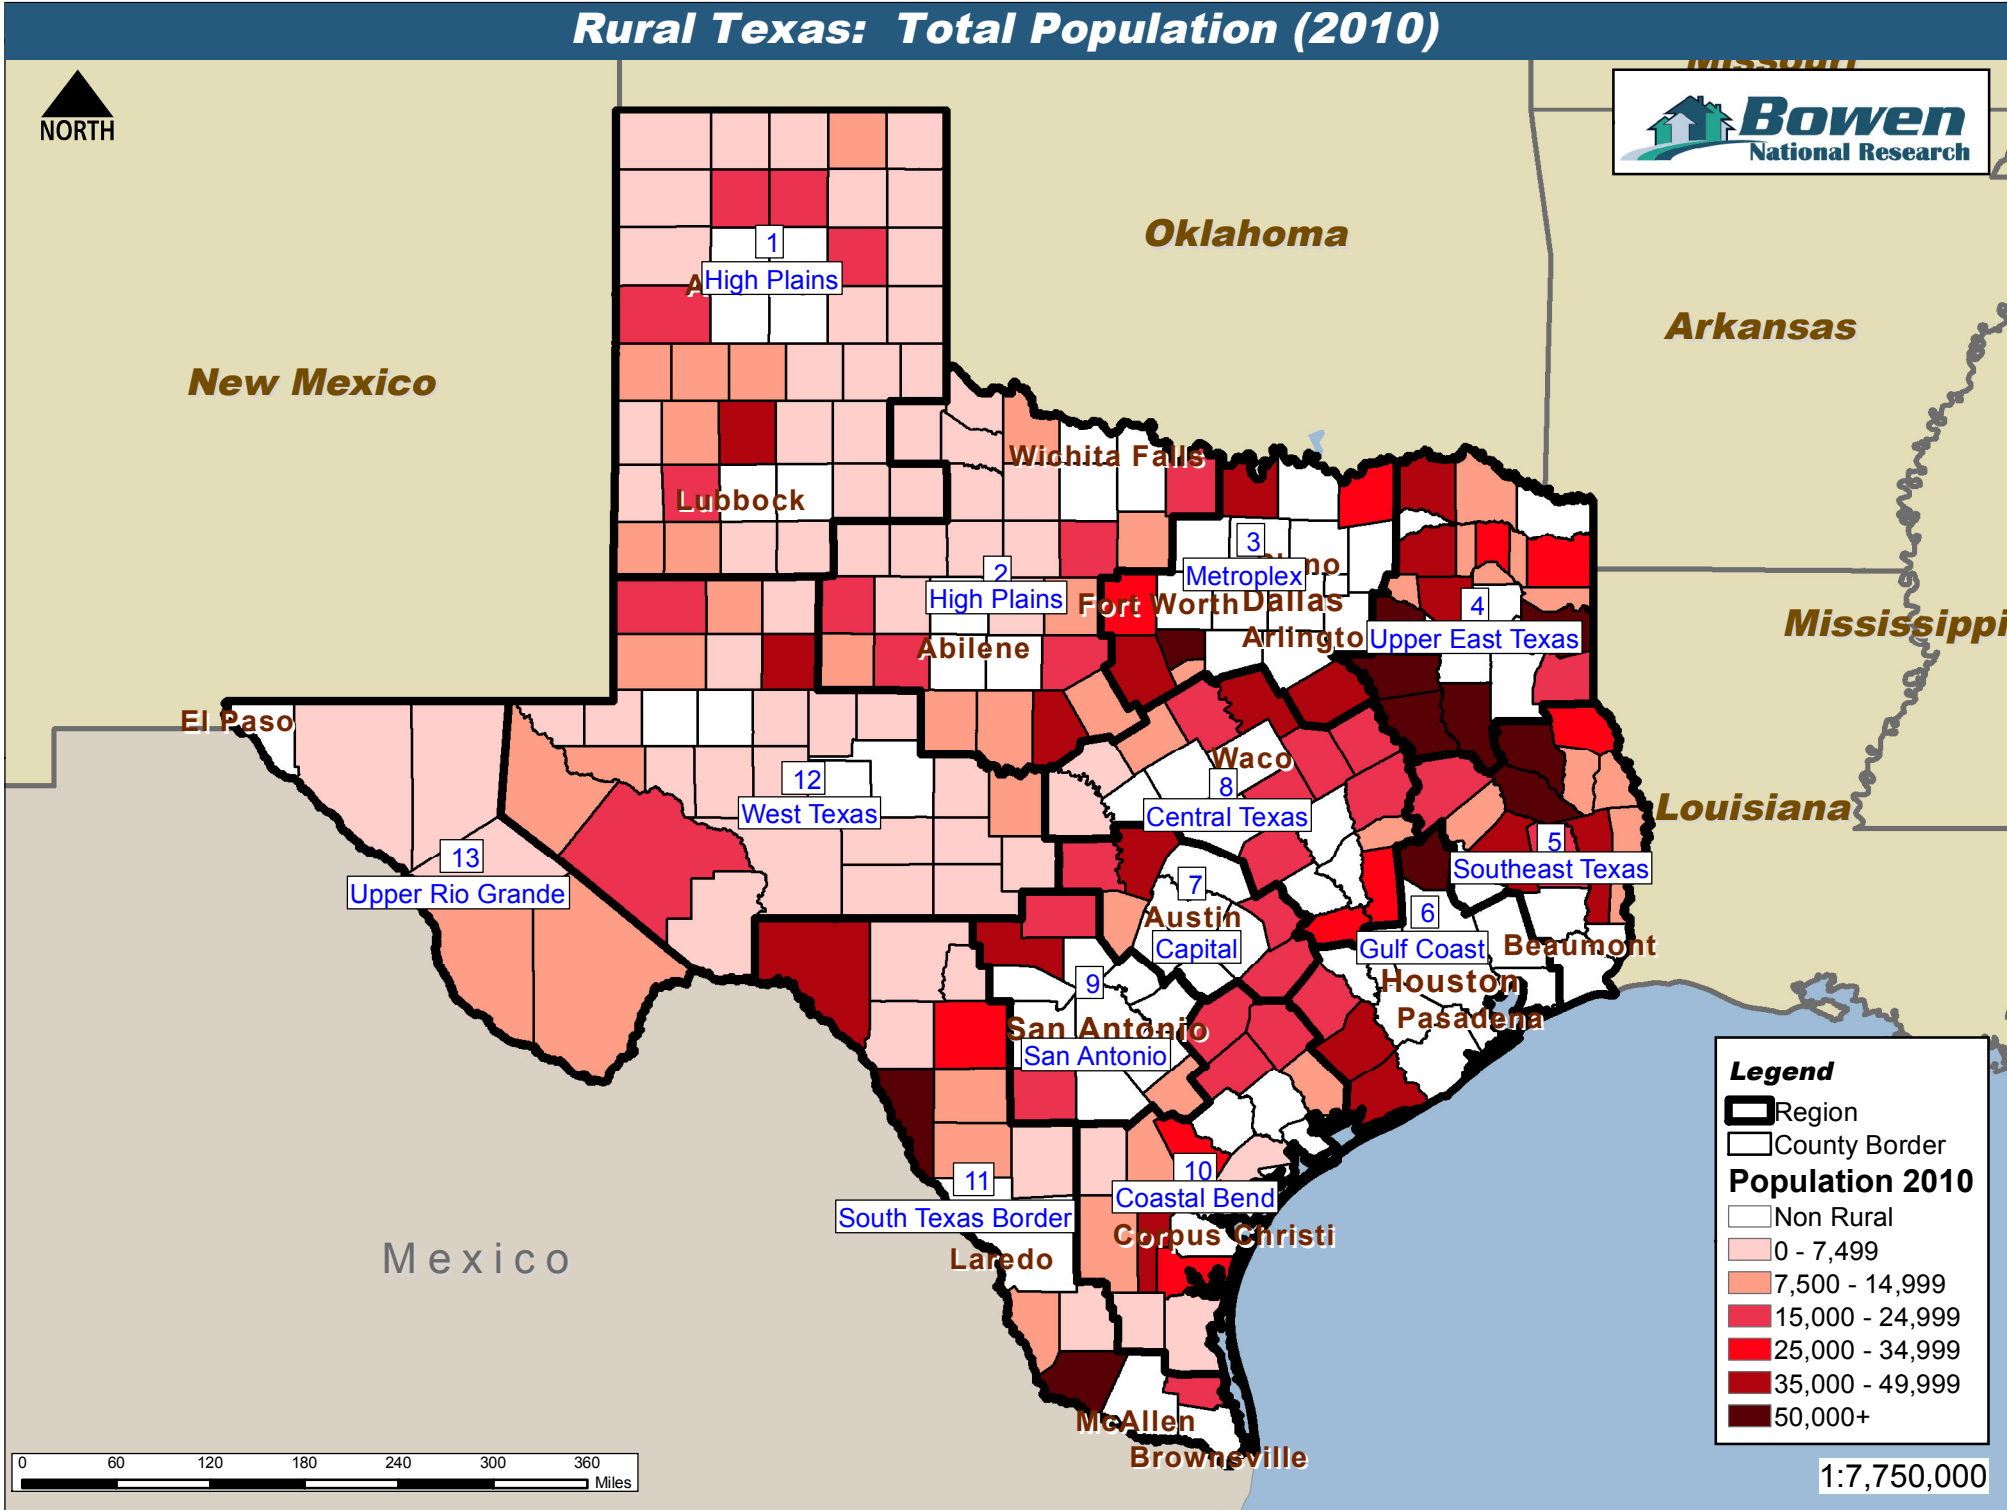 Rural Texas: Total Population (2010)
Missouri
NORTH
Bowen
National Research
Oklahoma
Arkansas
New Mexico
Mississippi
Louisiana
Mexico
1
High Plains
Lubbock
Wichita Falls
2
High Plains
Abilene
3
Metroplex
Fort Worth
Dallas
Arlingto
4
Upper East Texas
El Paso
12
West Texas
13
Upper Rio Grande
Waco
8
Central Texas
5
Southeast Texas
7
Austin
Capital
6
Gulf Coast
Beaumont
Houston
Pasadena
9
San Antonio
San Antonio
10
Coastal Bend
Corpus Christi
11
South Texas Border
Laredo
McAllen
Brownsville
Legend
Region
County Border
Population 2010
Non Rural
0 - 7,499
7,500 - 14,999
15,000 - 24,999
25,000 - 34,999
35,000 - 49,999
50,000+
0 60 120 180 240 300 360
Miles
1:7,750,000